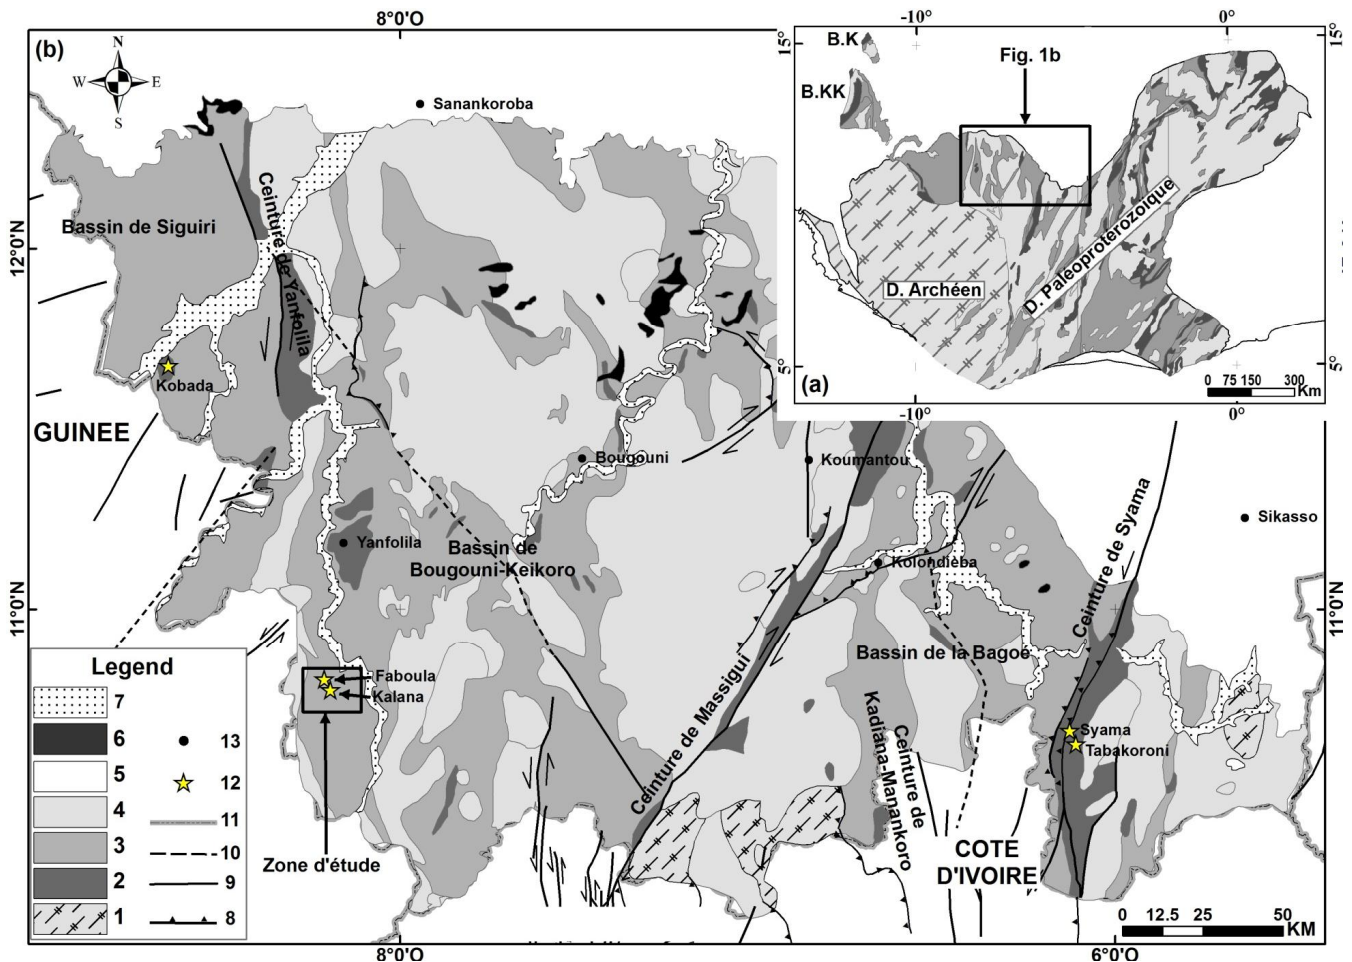 8°0'O
-10°
0°
(b)
N
W
E
S
15°
15°
B.K
Fig. 1b
B.KK
Sanankoroba
Ceinture de Yanfolila
Bassin de Siguiri
12°0'N
D. Paleoproterozoique
D. Archéen
Kobada
5°
5°
(a)
0 75 150 300
Km
-10°
0°
GUINEE
Bougouni
Koumantou
Sikasso
Yanfolila
Bassin de
Bougouni-Keikoro
Kolondieba
Ceinture de Syama
11°0'N
11°0'N
Bassin de la Bagoé
Legend
7
6
5
4
3
2
1
13
12
11
10
9
8
Faboula
Kalana
Ceinture de Massigui
Ceinture de
Kadiana-Manankoro
Syama
Tabakoroni
Zone d'étude
COTE
D'IVOIRE
0 12.5 25 50
KM
8°0'O
6°0'O